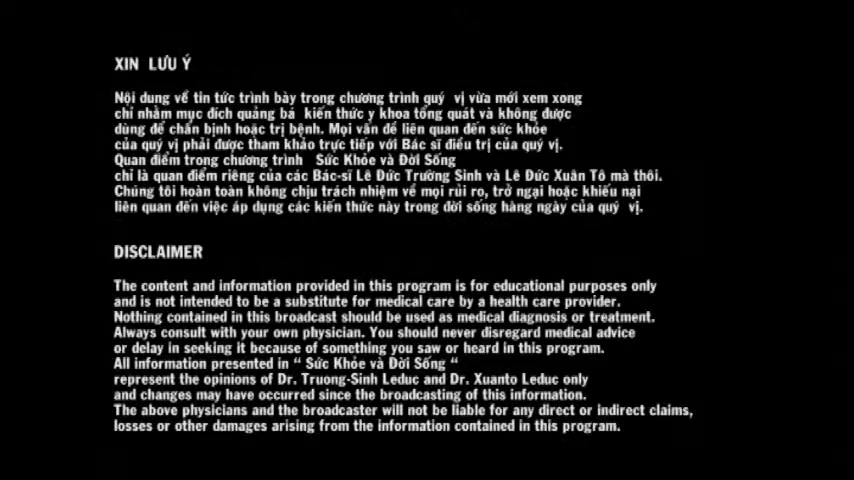 XIN LƯU Ý
Nội dung về tin tức trình bày trong chương trình quý vị vừa mới xem xong
chỉ nhằm mục đích quảng bá kiến thức y khoa tổng quát và không được
dùng để chẩn bịnh hoặc trị bệnh. Mọi vấn đề liên quan đến sức khỏe
của quý vị phải được tham khảo trực tiếp với Bác sĩ điều trị của quý vị.
Quan điểm trong chương trình Sức Khỏe và Đời Sống
chỉ là quan điểm riêng của các Bác-sĩ Lê Đức Trường Sinh và Lê Đức Xuân Tô mà thôi.
Chúng tôi hoàn toàn không chịu trách nhiệm về mọi rủi ro, trở ngại hoặc khiếu nại
liên quan đến việc áp dụng các kiến thức này trong đời sống hàng ngày của quý vị.
DISCLAIMER
The content and information provided in this program is for educational purposes only
and is not intended to be a substitute for medical care by a health care provider.
Nothing contained in this broadcast should be used as medical diagnosis or treatment.
Always consult with your own physician. You should never disregard medical advice
or delay in seeking it because of something you saw or heard in this program.
All information presented in “ Sức Khỏe và Đời Sống “
represent the opinions of Dr. Truong-Sinh Leduc and Dr. Xuanto Leduc only
and changes may have occurred since the broadcasting of this information.
The above physicians and the broadcaster will not be liable for any direct or indirect claims,
losses or other damages arising from the information contained in this program.